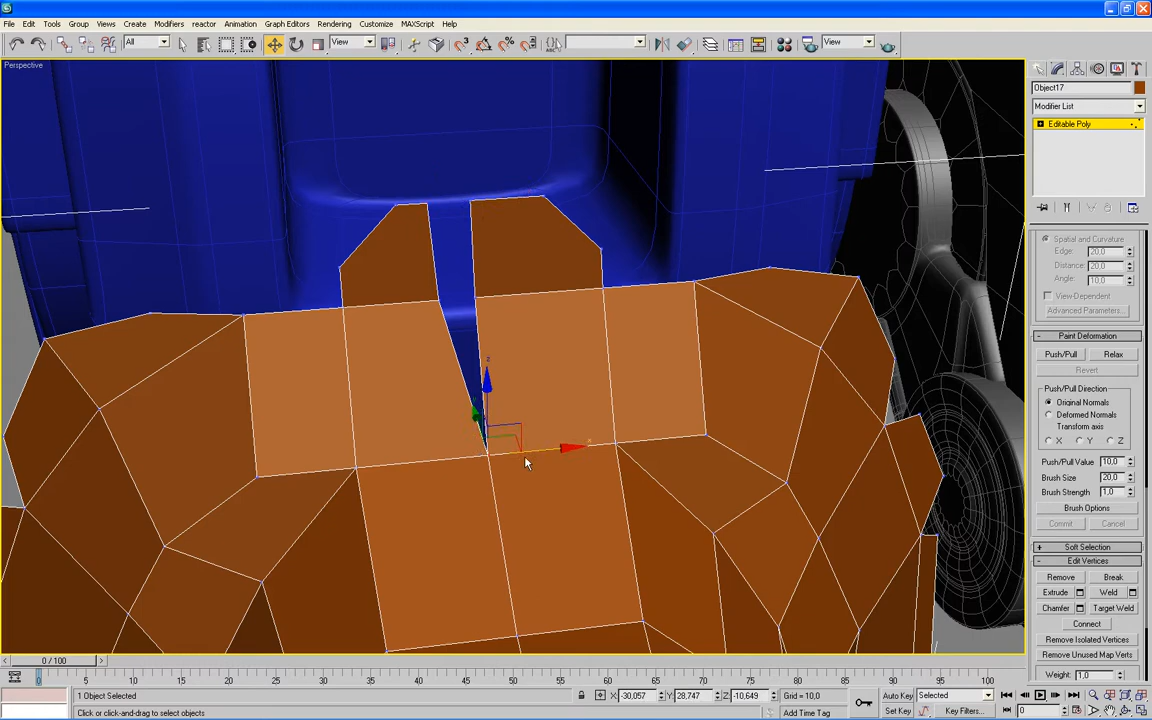 File Edit Tools Group Views Create Modifiers reactor Animation Graph Editors Rendering Customize MAXScript Help
All View View
Perspective
Object17
Modifier List
Editable Poly
Spatial and Curvature
Edge: 20,0
Distance: 20,0
Angle: 10,0
View-Dependent
Advanced Parameters...
- Paint Deformation
Push/Pull Relax
Revert
Push/Pull Direction
Original Normals
Deformed Normals
Transform axis
X Y Z
Push/Pull Value 10,0
Brush Size 20,0
Brush Strength 1,0
Brush Options
Commit Cancel
+ Soft Selection
- Edit Vertices
Remove Break
Extrude Weld
Chamfer Target Weld
Connect
Remove Isolated Vertices
Remove Unused Map Verts
Weight: 1,0
z
x
0 / 100
0 5 10 15 20 25 30 35 40 45 50 55 60 65 70 75 80 85 90 95 100
1 Object Selected X: -30,057 Y: 28,747 Z: -10,649 Grid = 10,0 Auto Key Selected
Click or click-and-drag to select objects Add Time Tag Set Key Key Filters... 0